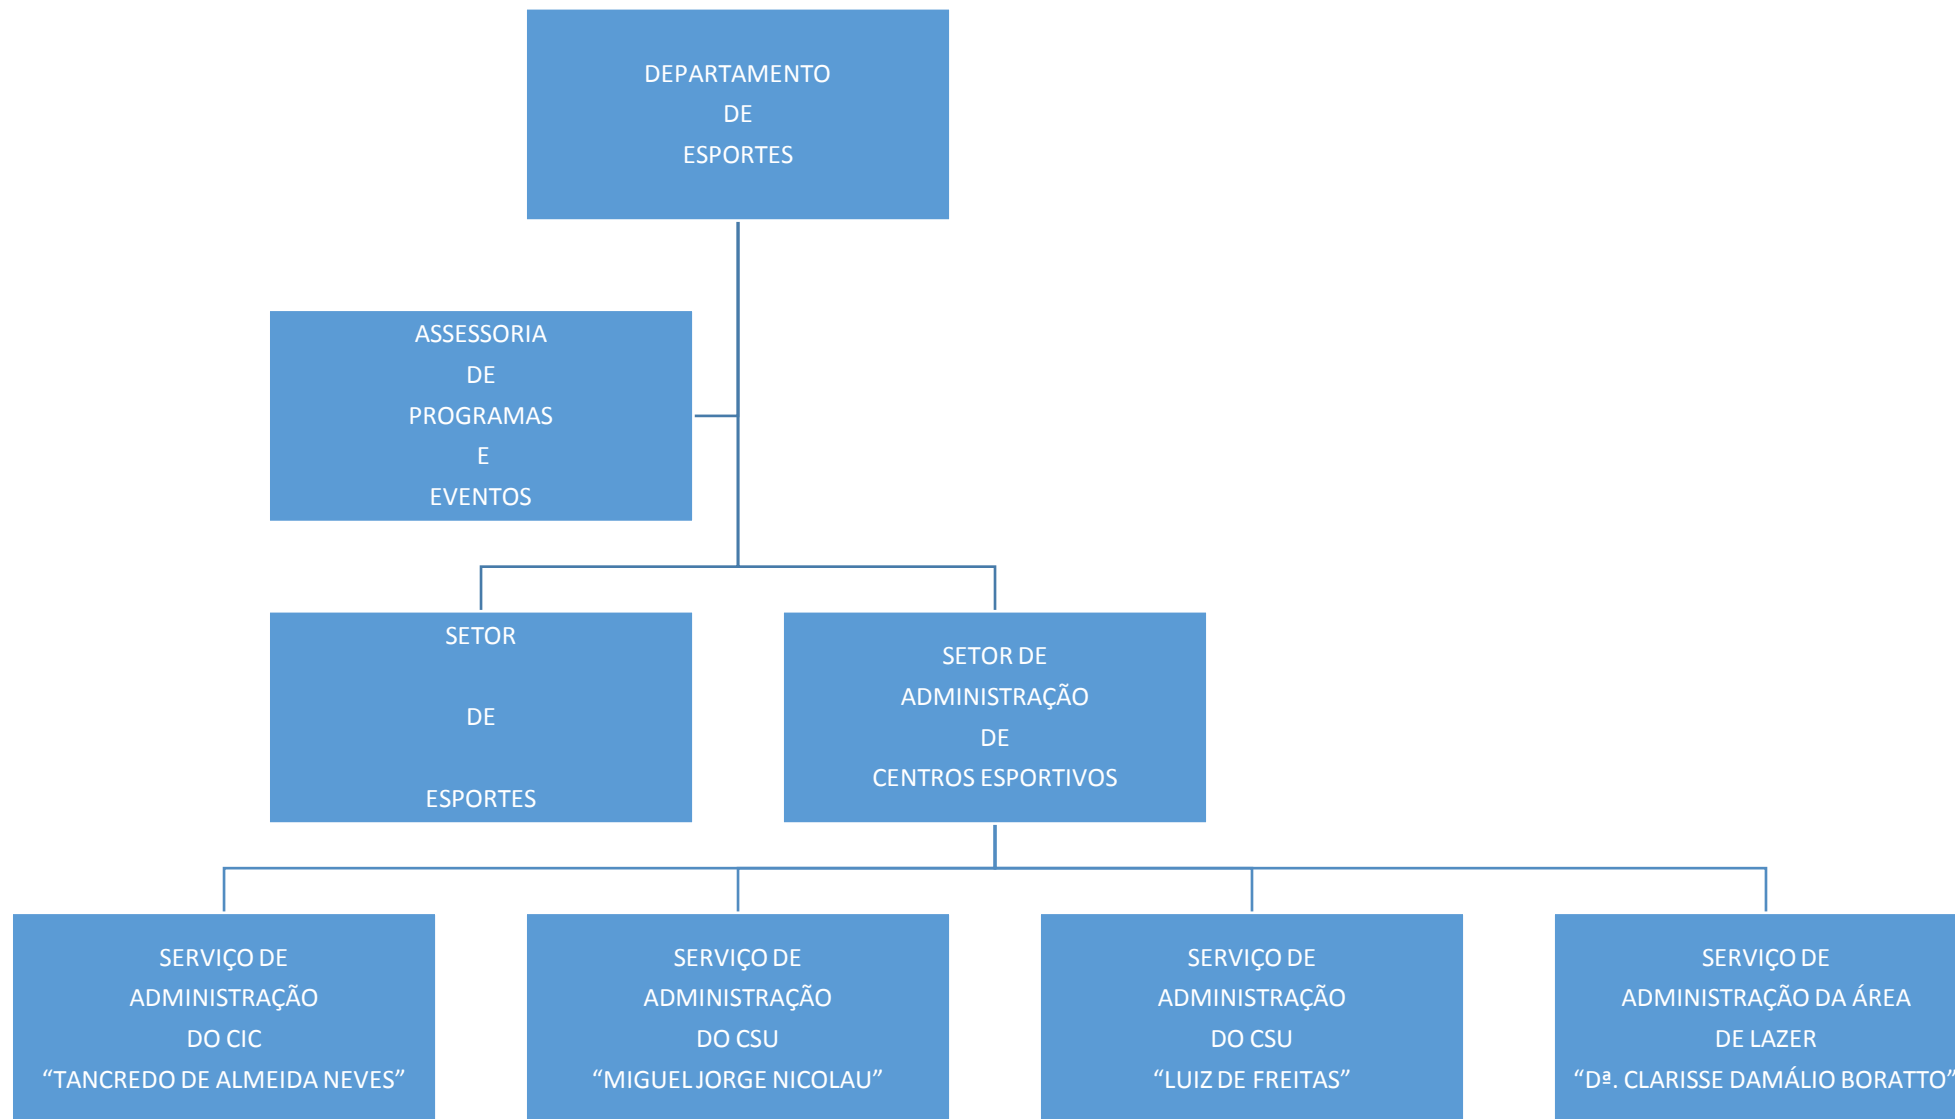 DEPARTAMENTO
DE
ESPORTES
ASSESSORIA
DE
PROGRAMAS
E
EVENTOS
SETOR
DE
ESPORTES
SETOR DE
ADMINISTRAÇÃO
DE
CENTROS ESPORTIVOS
SERVIÇO DE
ADMINISTRAÇÃO
DO CIC
“TANCREDO DE ALMEIDA NEVES”
SERVIÇO DE
ADMINISTRAÇÃO
DO CSU
“MIGUEL JORGE NICOLAU”
SERVIÇO DE
ADMINISTRAÇÃO
DO CSU
“LUIZ DE FREITAS”
SERVIÇO DE
ADMINISTRAÇÃO DA ÁREA
DE LAZER
“Dª. CLARISSE DAMÁLIO BORATTO”